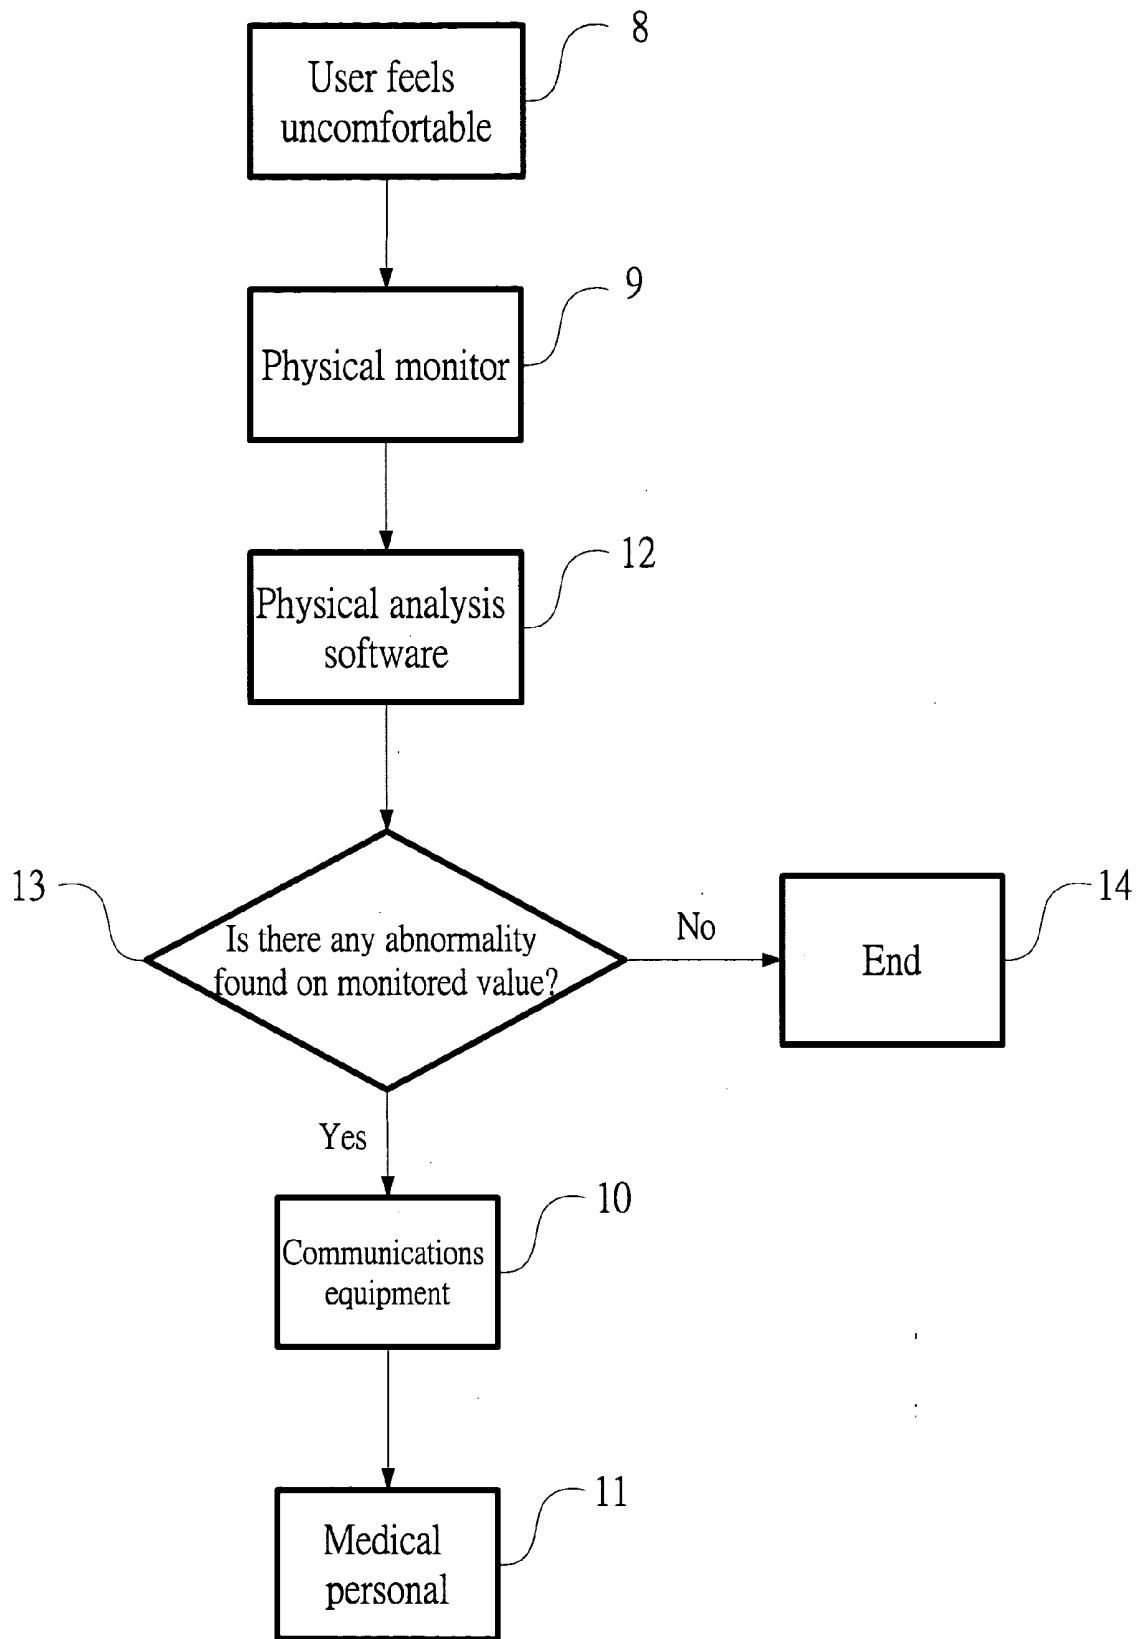 8
User feels
uncomfortable
9
Physical monitor
12
Physical analysis
software
13
Is there any abnormality
found on monitored value?
No
End
14
Yes
10
Communications
equipment
11
Medical
personal